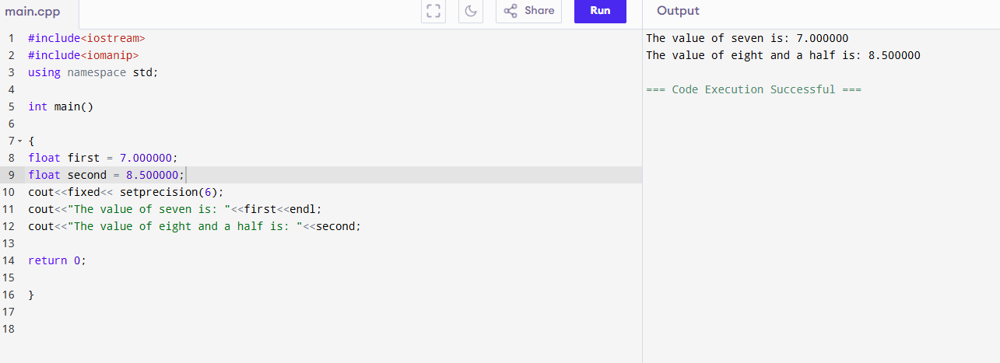 main.cpp Share Run Output
1 #include<iostream>
2 #include<iomanip>
3 using namespace std;
4
5 int main()
6
7 {
8 float first = 7.000000;
9 float second = 8.500000;
10 cout<<fixed<< setprecision(6);
11 cout<<"The value of seven is: "<<first<<endl;
12 cout<<"The value of eight and a half is: "<<second;
13
14 return 0;
15
16 }
17
18
The value of seven is: 7.000000
The value of eight and a half is: 8.500000
=== Code Execution Successful ===